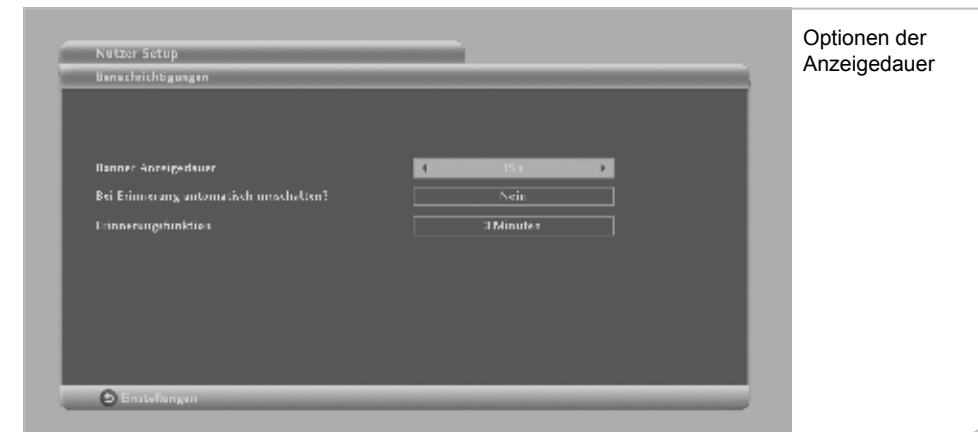 Nutzer Setup
Benachrichtigungen
Banner Anzeigedauer
Bei Erinnerung automatisch umschalten? Nein
Erinnerungsfunktion 3 Minuten
Einstellungen
Optionen der
Anzeigedauer